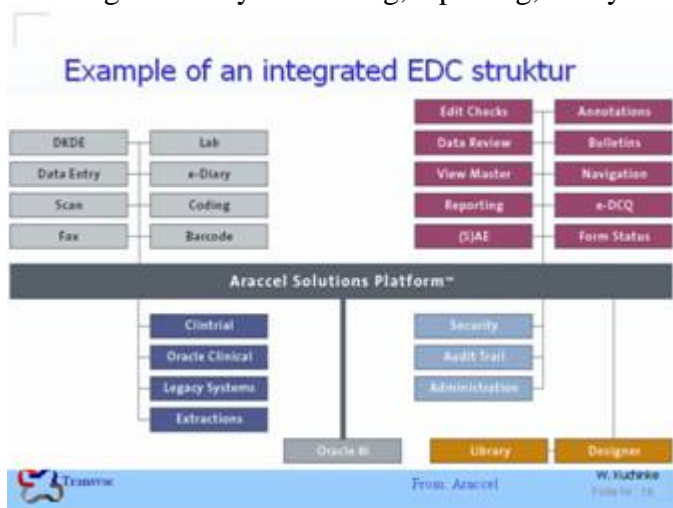 Example of an integrated EDC struktur
Edit Checks Annotations
DKDE Lab Data Review Bulletins
Data Entry e-Diary View Master Navigation
Scan Coding Reporting e-DCQ
Fax Barcode (S)AE Form Status
Araccel Solutions Platform™
Clintrial Security
Oracle Clinical Audit Trail
Legacy Systems Administration
Extractions
Oracle 8i Library Designer
From: Araccel W. Kuchinke